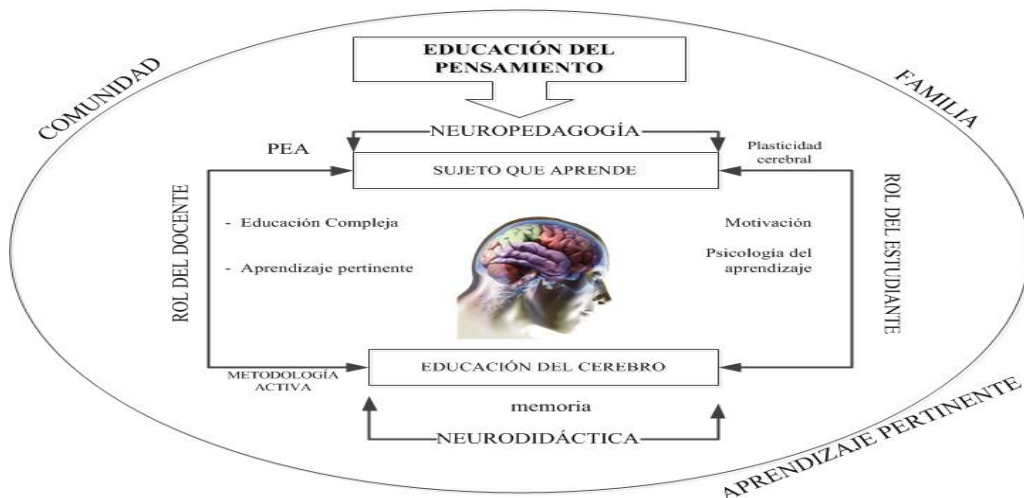 EDUCACIÓN DEL
PENSAMIENTO
COMUNIDAD
FAMILIA
NEUROPEDAGOGÍA
PEA
Plasticidad
cerebral
SUJETO QUE APRENDE
ROL DEL DOCENTE
- Educación Compleja
- Aprendizaje pertinente
Motivación
Psicología del
aprendizaje
ROL DEL ESTUDIANTE
METODOLOGÍA
ACTIVA
EDUCACIÓN DEL CEREBRO
memoria
NEURODIDÁCTICA
APRENDIZAJE PERTINENTE